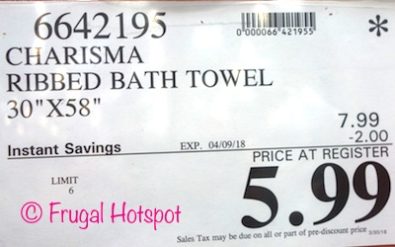 6642195
0000066421955
*
CHARISMA
RIBBED BATH TOWEL
30"X58"
7.99
-2.00
Instant Savings EXP. 04/09/18
PRICE AT REGISTER
LIMIT
6
5.99
© Frugal Hotspot
Sales Tax may be due on all or part of pre-discount price